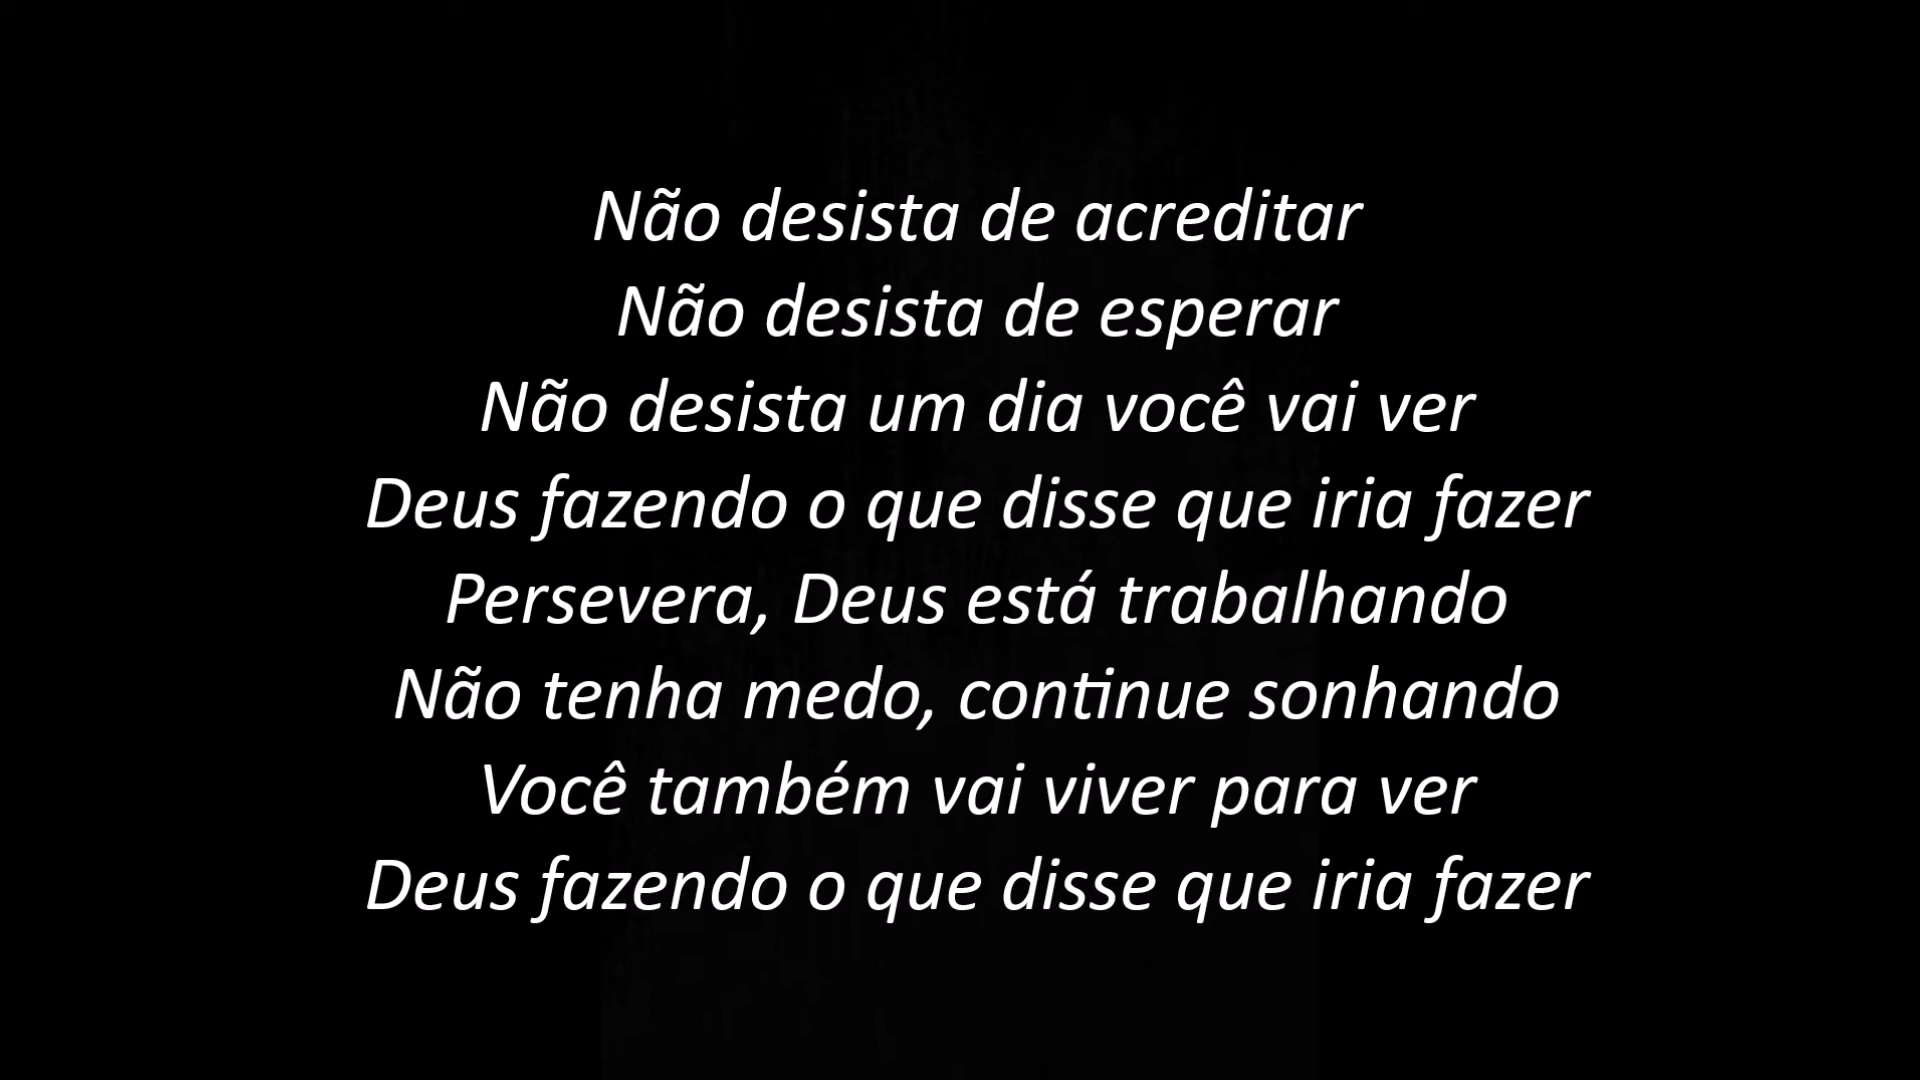 Não desista de acreditar
Não desista de esperar
Não desista um dia você vai ver
Deus fazendo o que disse que iria fazer
Persevera, Deus está trabalhando
Não tenha medo, continue sonhando
Você também vai viver para ver
Deus fazendo o que disse que iria fazer